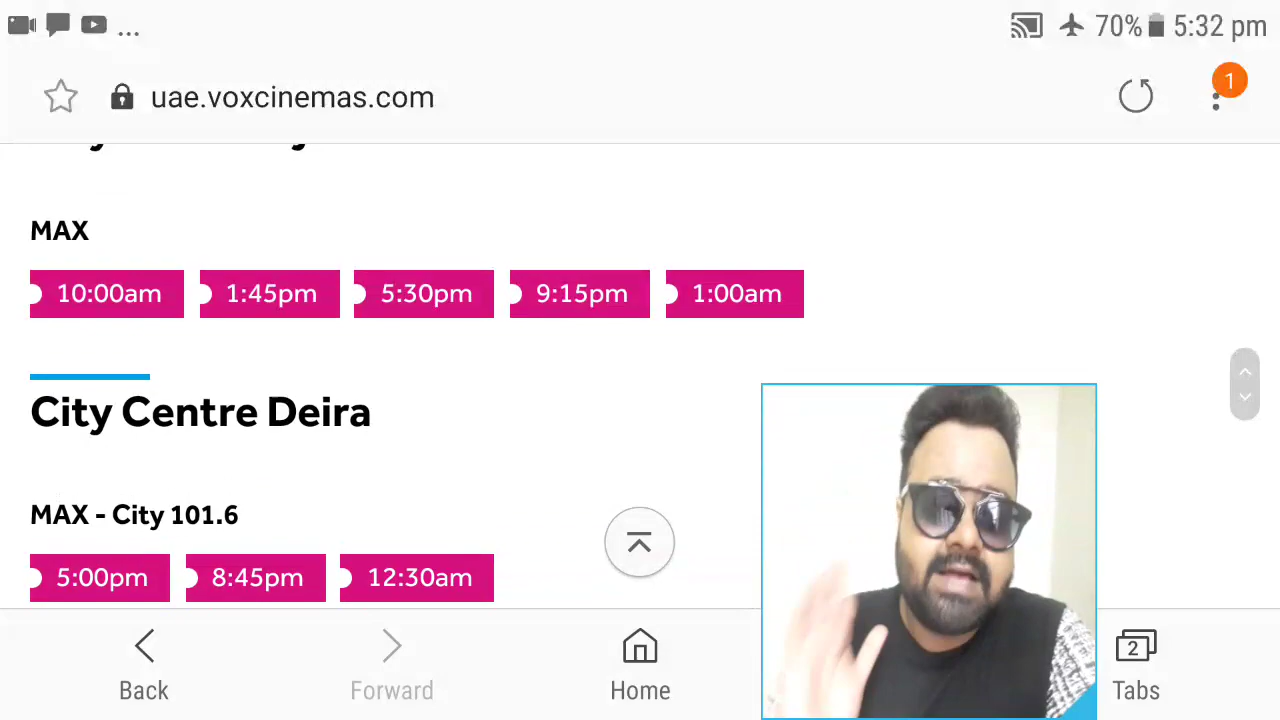 ... 70% 5:32 pm
uae.voxcinemas.com 1
MAX
10:00am 1:45pm 5:30pm 9:15pm 1:00am
City Centre Deira
MAX - City 101.6
5:00pm 8:45pm 12:30am
Back Forward Home 2 Tabs